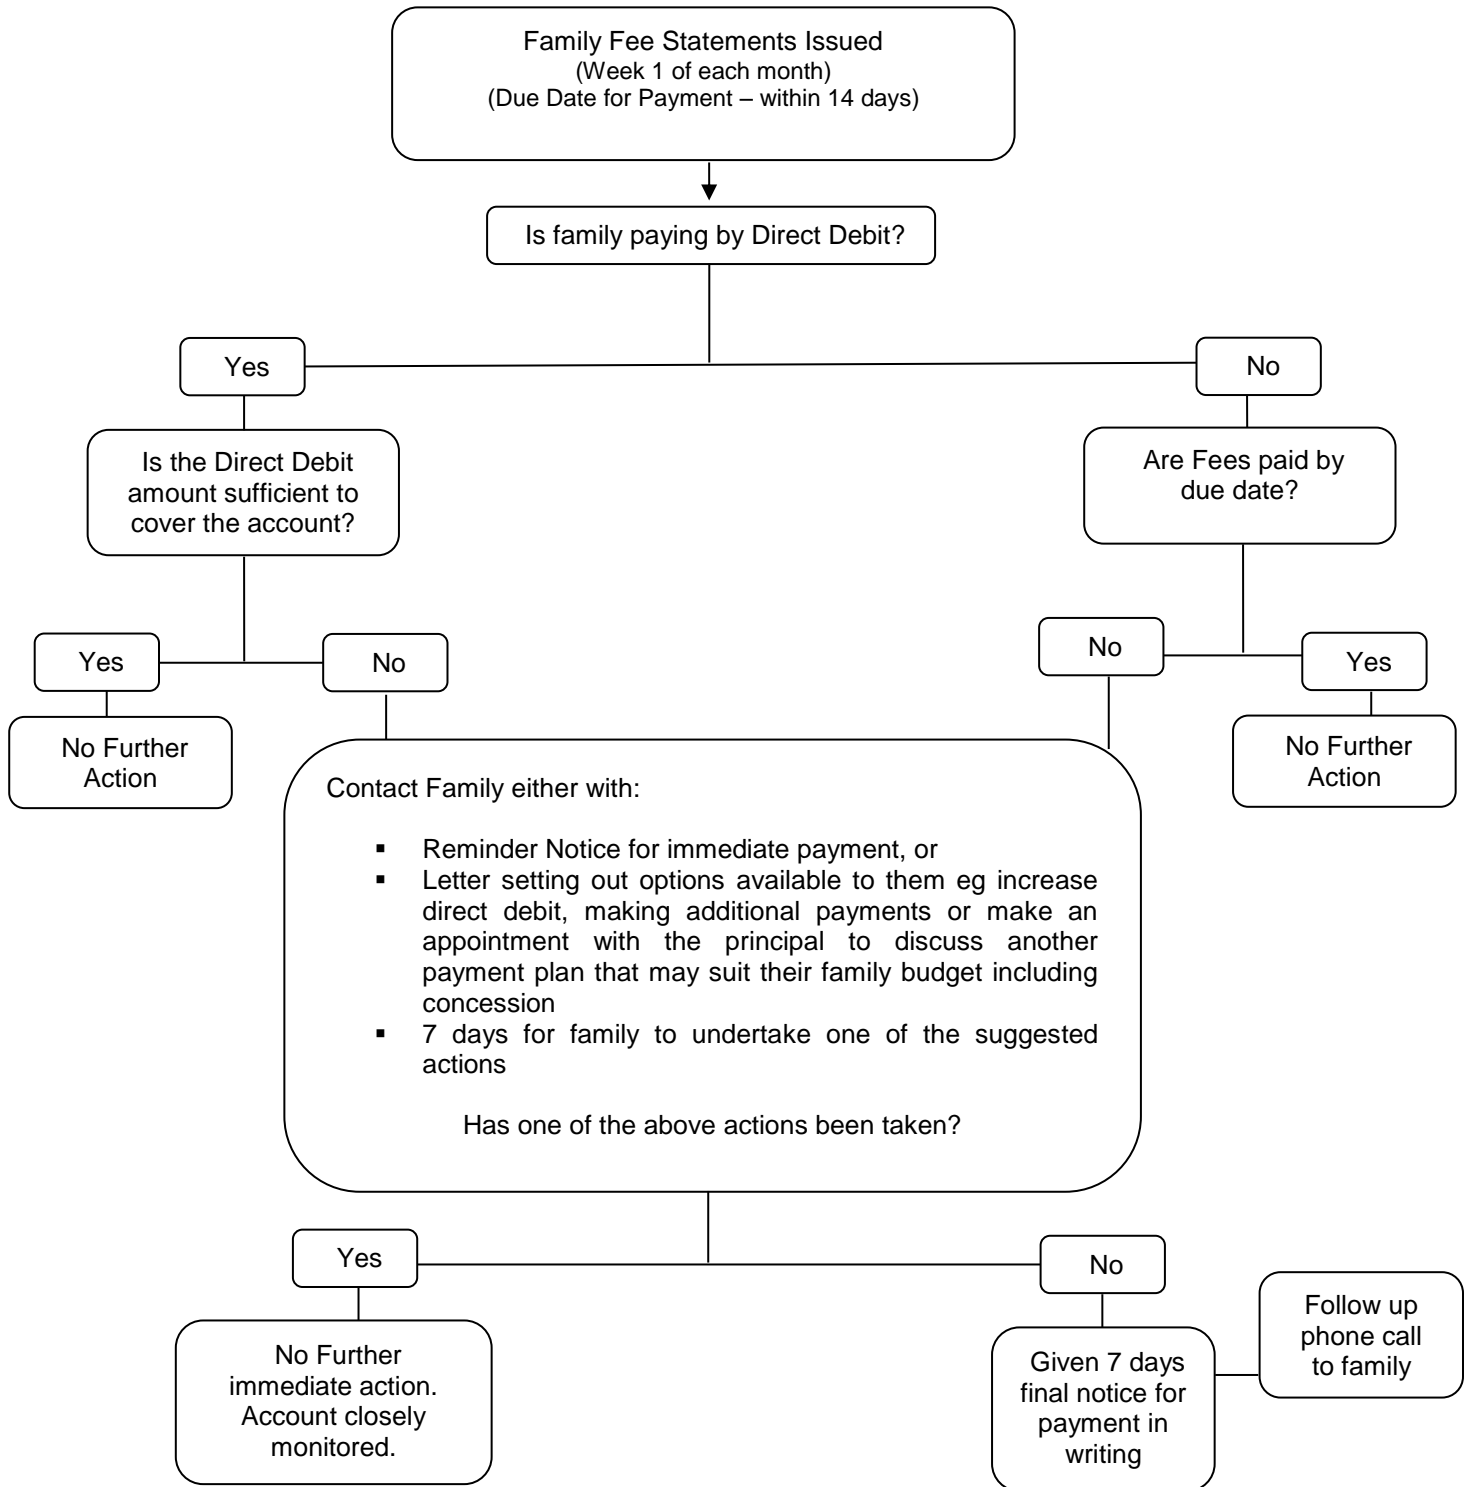 Family Fee Statements Issued
(Week 1 of each month)
(Due Date for Payment – within 14 days)
Is family paying by Direct Debit?
Yes
No
Is the Direct Debit
amount sufficient to
cover the account?
Are Fees paid by
due date?
Yes
No
No
Yes
No Further
Action
No Further
Action
Contact Family either with:
▪ Reminder Notice for immediate payment, or
▪ Letter setting out options available to them eg increase
direct debit, making additional payments or make an
appointment with the principal to discuss another
payment plan that may suit their family budget including
concession
▪ 7 days for family to undertake one of the suggested
actions
Has one of the above actions been taken?
Yes
No
No Further
immediate action.
Account closely
monitored.
Given 7 days
final notice for
payment in
writing
Follow up
phone call
to family